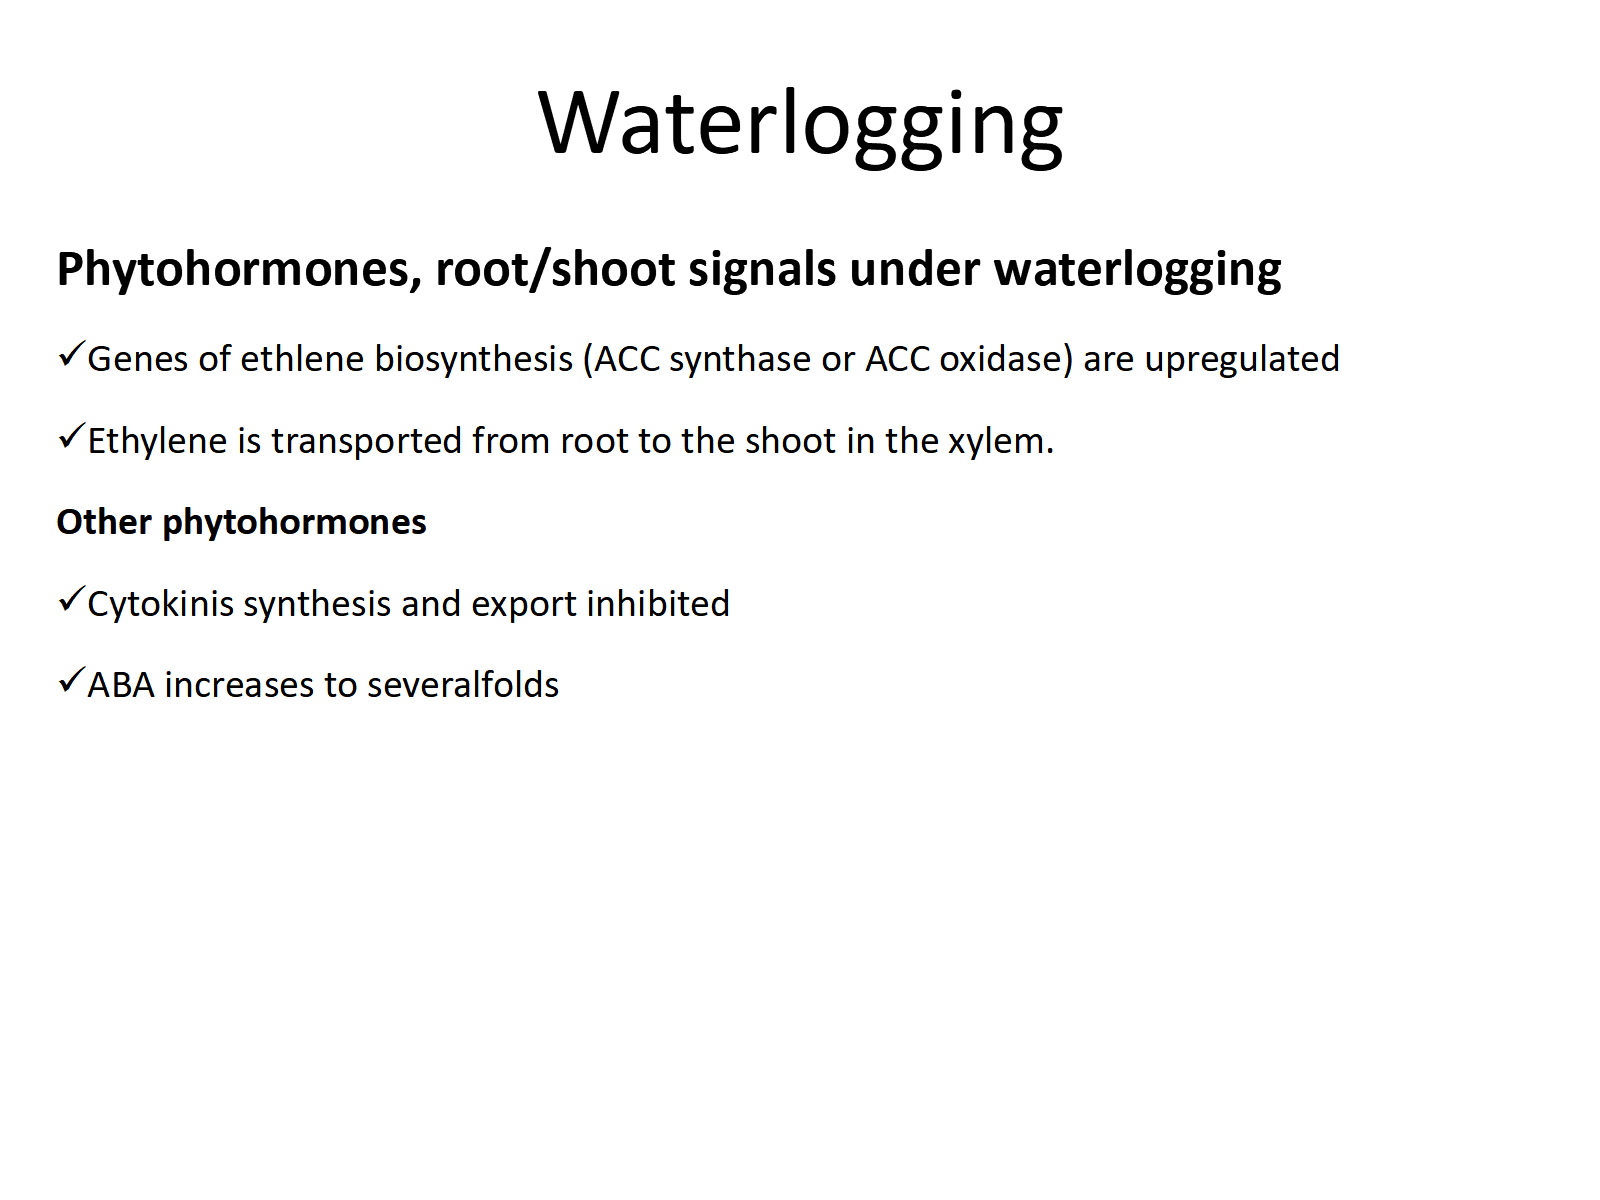 Waterlogging
Phytohormones, root/shoot signals under waterlogging
✓Genes of ethlene biosynthesis (ACC synthase or ACC oxidase) are upregulated
✓Ethylene is transported from root to the shoot in the xylem.
Other phytohormones
✓Cytokinis synthesis and export inhibited
✓ABA increases to severalfolds